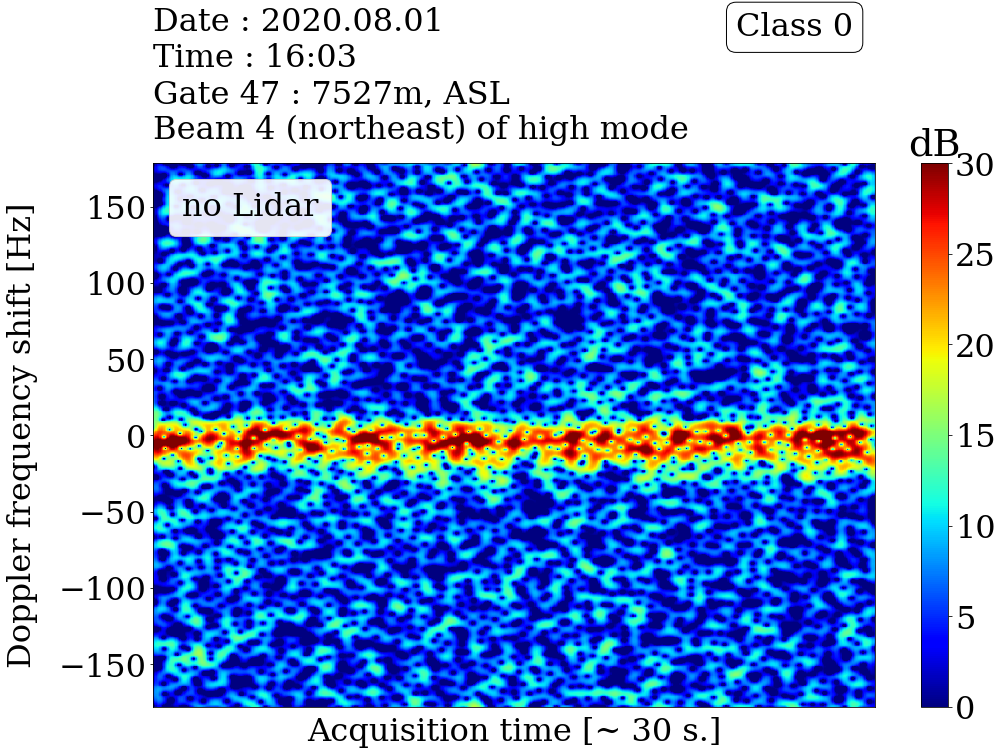 Date : 2020.08.01
Time : 16:03
Gate 47 : 7527m, ASL
Beam 4 (northeast) of high mode
Class 0
dB
no Lidar
Doppler frequency shift [Hz]
150
100
50
0
−50
−100
−150
30
25
20
15
10
5
0
Acquisition time [~ 30 s.]